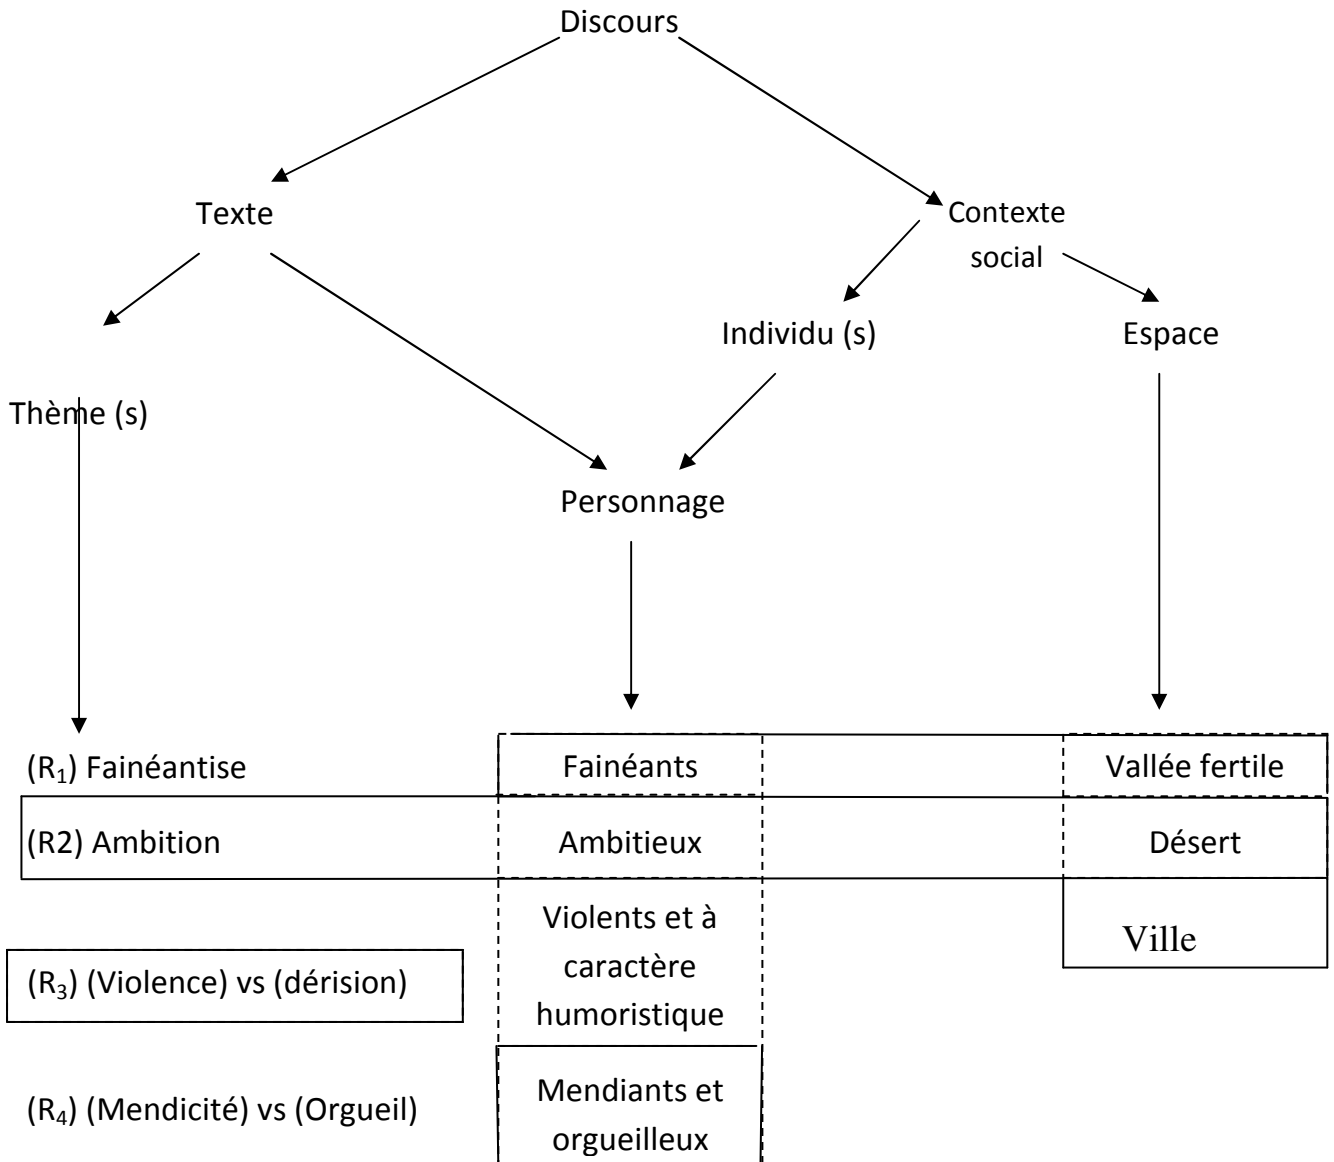 Discours
Texte
Contexte
social
Individu (s)
Espace
Thème (s)
Personnage
(R₁) Fainéantise
Fainéants
Vallée fertile
(R2) Ambition
Ambitieux
Désert
Violents et à
caractère
humoristique
Ville
(R₃) (Violence) vs (dérision)
(R₄) (Mendicité) vs (Orgueil)
Mendiants et
orgueilleux